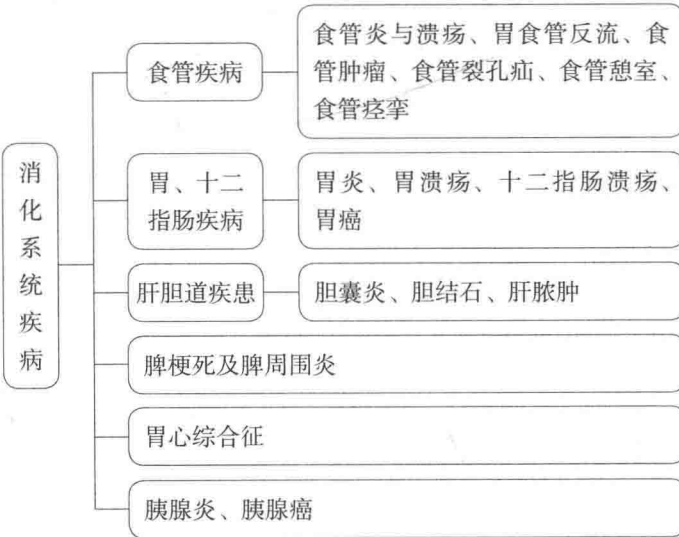 消化系统疾病
食管疾病
食管炎与溃疡、胃食管反流、食
管肿瘤、食管裂孔疝、食管憩室、
食管痉挛
胃、十二
指肠疾病
胃炎、胃溃疡、十二指肠溃疡、
胃癌
肝胆道疾患
胆囊炎、胆结石、肝脓肿
脾梗死及脾周围炎
胃心综合征
胰腺炎、胰腺癌